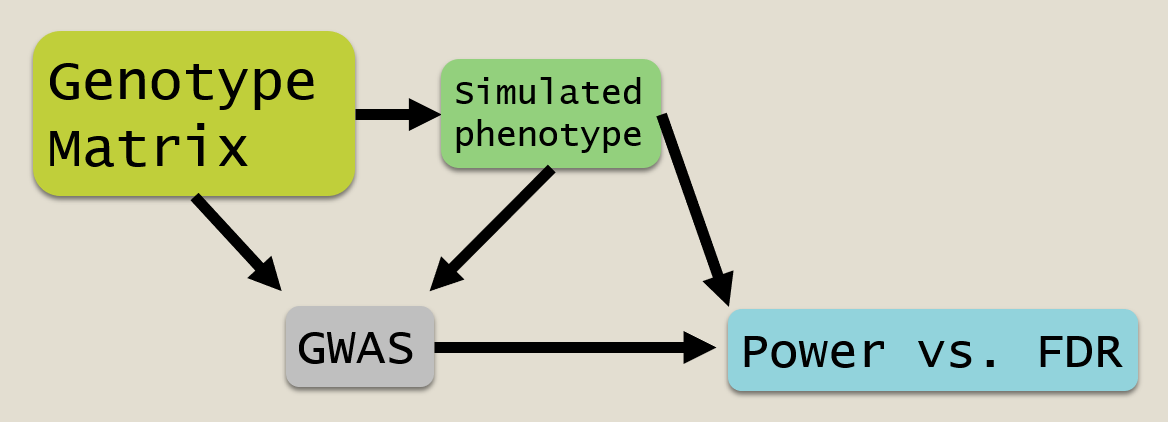 Genotype
Matrix
Simulated
phenotype
GWAS
Power vs. FDR